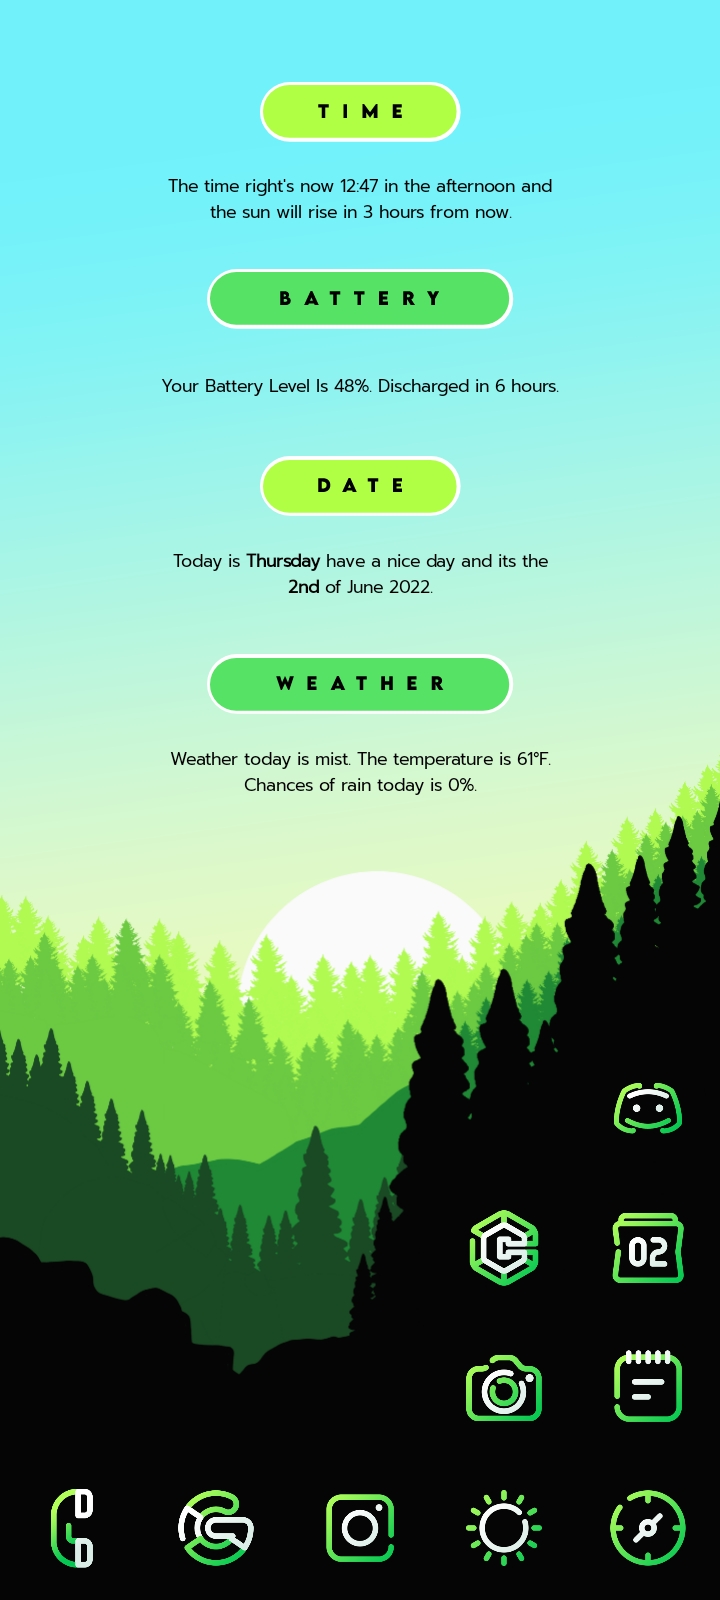 TIME
The time right's now 12:47 in the afternoon and
the sun will rise in 3 hours from now.
BATTERY
Your Battery Level Is 48%. Discharged in 6 hours.
DATE
Today is Thursday have a nice day and its the
2nd of June 2022.
WEATHER
Weather today is mist. The temperature is 61°F.
Chances of rain today is 0%.
02